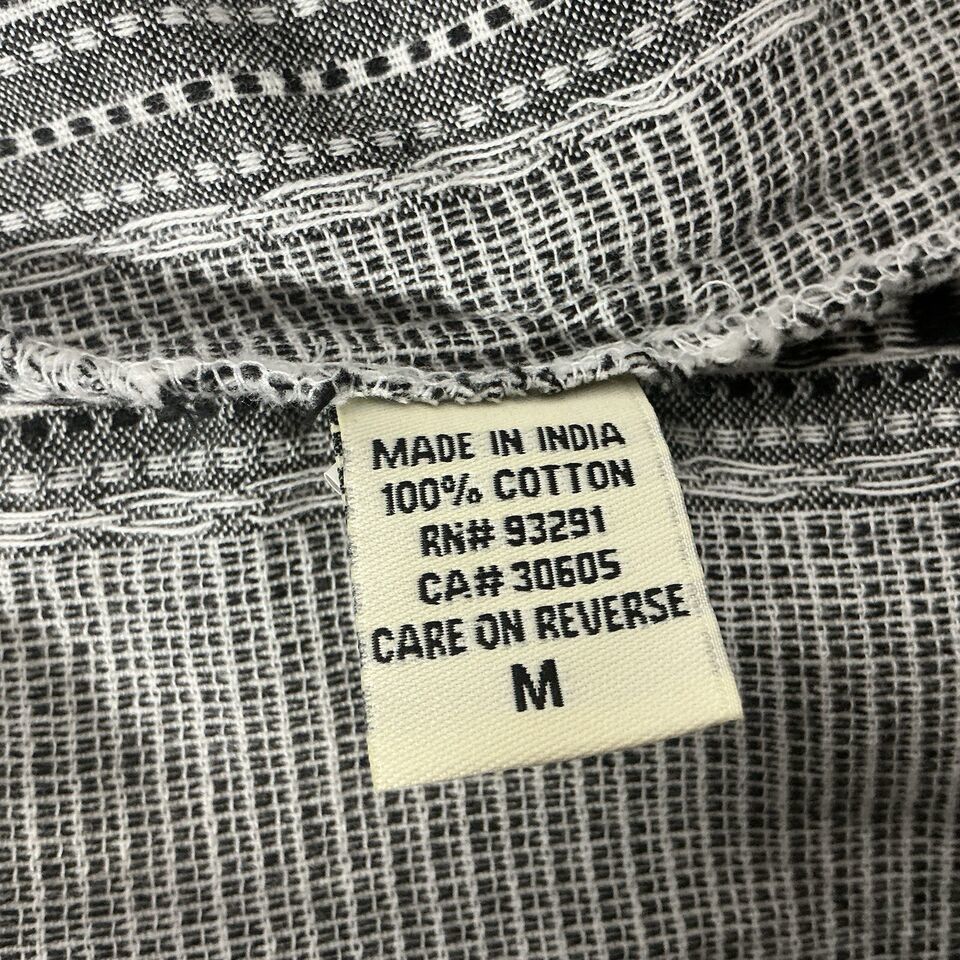 MADE IN INDIA
100% COTTON
RN# 93291
CA# 30605
CARE ON REVERSE
M